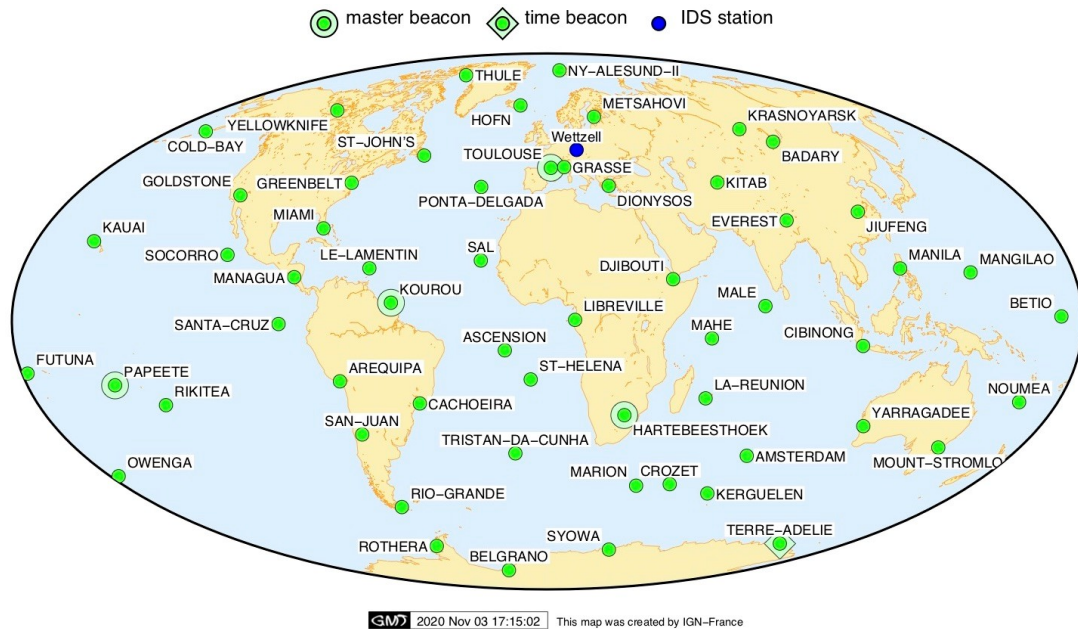 master beacon time beacon IDS station
THULE
NY-ALESUND-II
HOFN
METSAHOVI
KRASNOYARSK
YELLOWKNIFE
COLD-BAY
ST-JOHN'S
Wettzell
TOULOUSE
GRASSE
BADARY
GOLDSTONE
GREENBELT
PONTA-DELGADA
DIONYSOS
KITAB
MIAMI
EVEREST
JIUFENG
KAUAI
SOCORRO
LE-LAMENTIN
SAL
DJIBOUTI
MANILA
MANGILAO
MANAGUA
KOUROU
LIBREVILLE
MALE
BETIO
SANTA-CRUZ
ASCENSION
MAHE
CIBINONG
FUTUNA
PAPEETE
RIKITEA
AREQUIPA
ST-HELENA
LA-REUNION
NOUMEA
CACHOEIRA
SAN-JUAN
HARTEBEESTHOEK
YARRAGADEE
TRISTAN-DA-CUNHA
OWENGA
MARION
CROZET
AMSTERDAM
MOUNT-STROMLO
RIO-GRANDE
KERGUELEN
ROTHERA
BELGRANO
SYOWA
TERRE-ADELIE
GMT 2020 Nov 03 17:15:02 This map was created by IGN-France